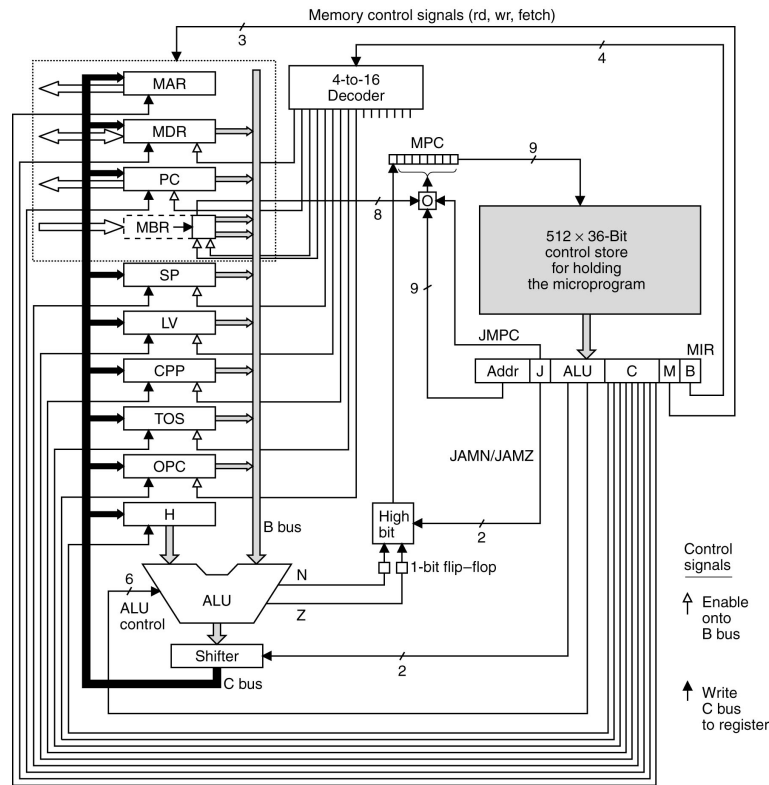 Memory control signals (rd, wr, fetch)
3
4
MAR
4-to-16
Decoder
MDR
MPC
9
PC
8
O
MBR
512 × 36-Bit
control store
for holding
the microprogram
SP
9
LV
JMPC
MIR
Addr J ALU C M B
CPP
TOS
JAMN/JAMZ
OPC
H
B bus
High
bit
2
Control
signals
6
ALU
control
ALU
N
Z
1-bit flip–flop
Enable
onto
B bus
Shifter
2
C bus
Write
C bus
to register